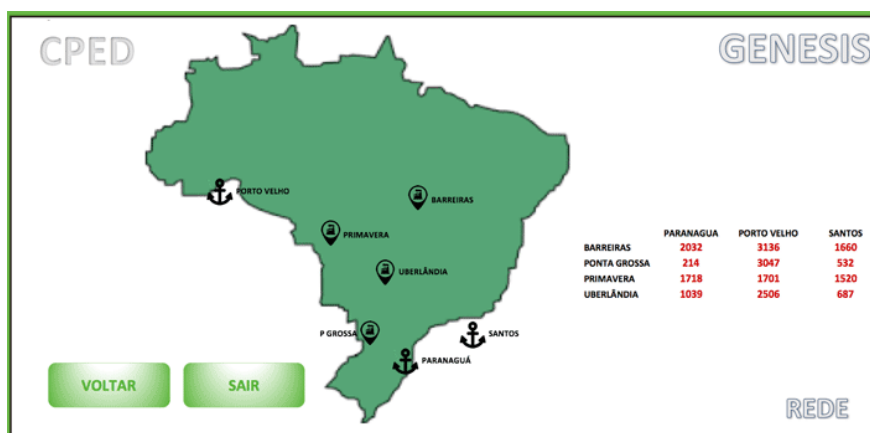 CPED
GENESIS
PORTO VELHO
BARREIRAS
PRIMAVERA
UBERLÂNDIA
P GROSSA
SANTOS
PARANAGUÁ
PARANAGUA PORTO VELHO SANTOS
BARREIRAS 2032 3136 1660
PONTA GROSSA 214 3047 532
PRIMAVERA 1718 1701 1520
UBERLÂNDIA 1039 2506 687
VOLTAR SAIR
REDE